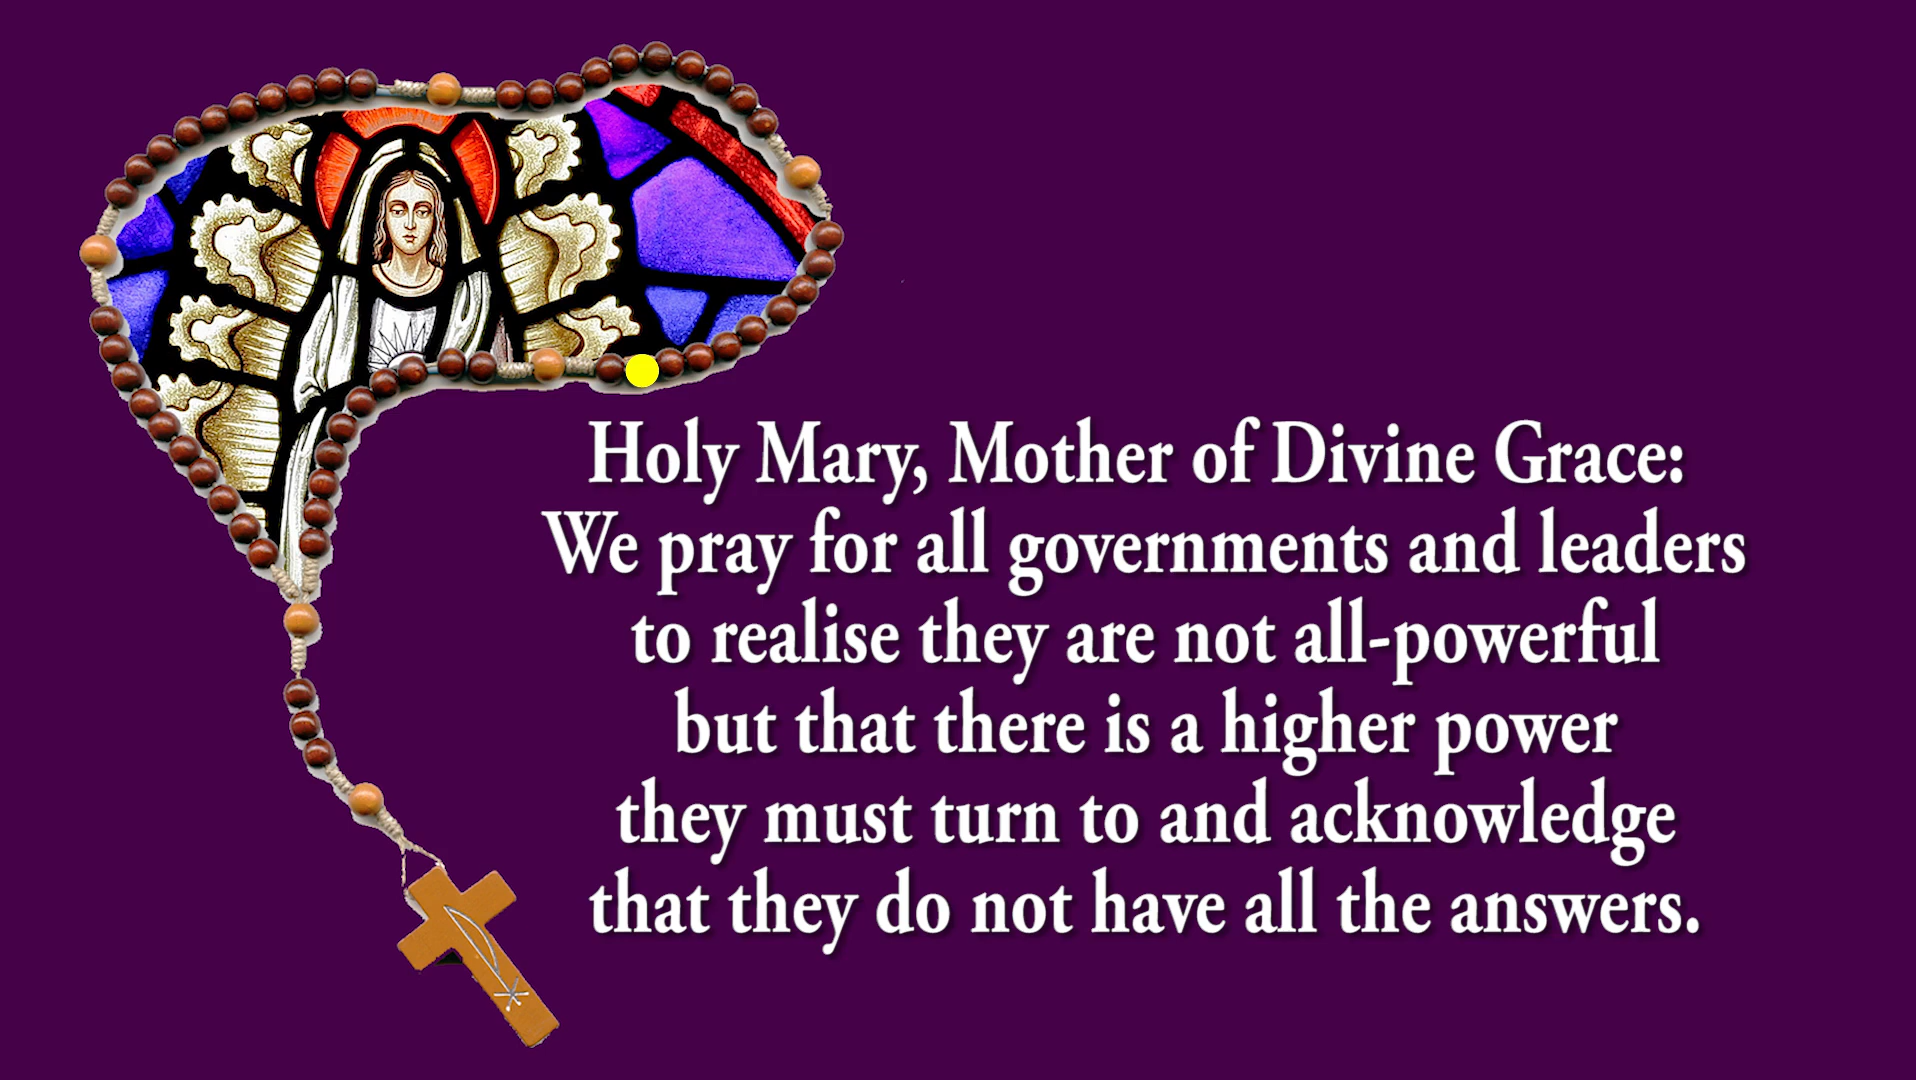 Holy Mary, Mother of Divine Grace:
We pray for all governments and leaders
to realise they are not all-powerful
but that there is a higher power
they must turn to and acknowledge
that they do not have all the answers.